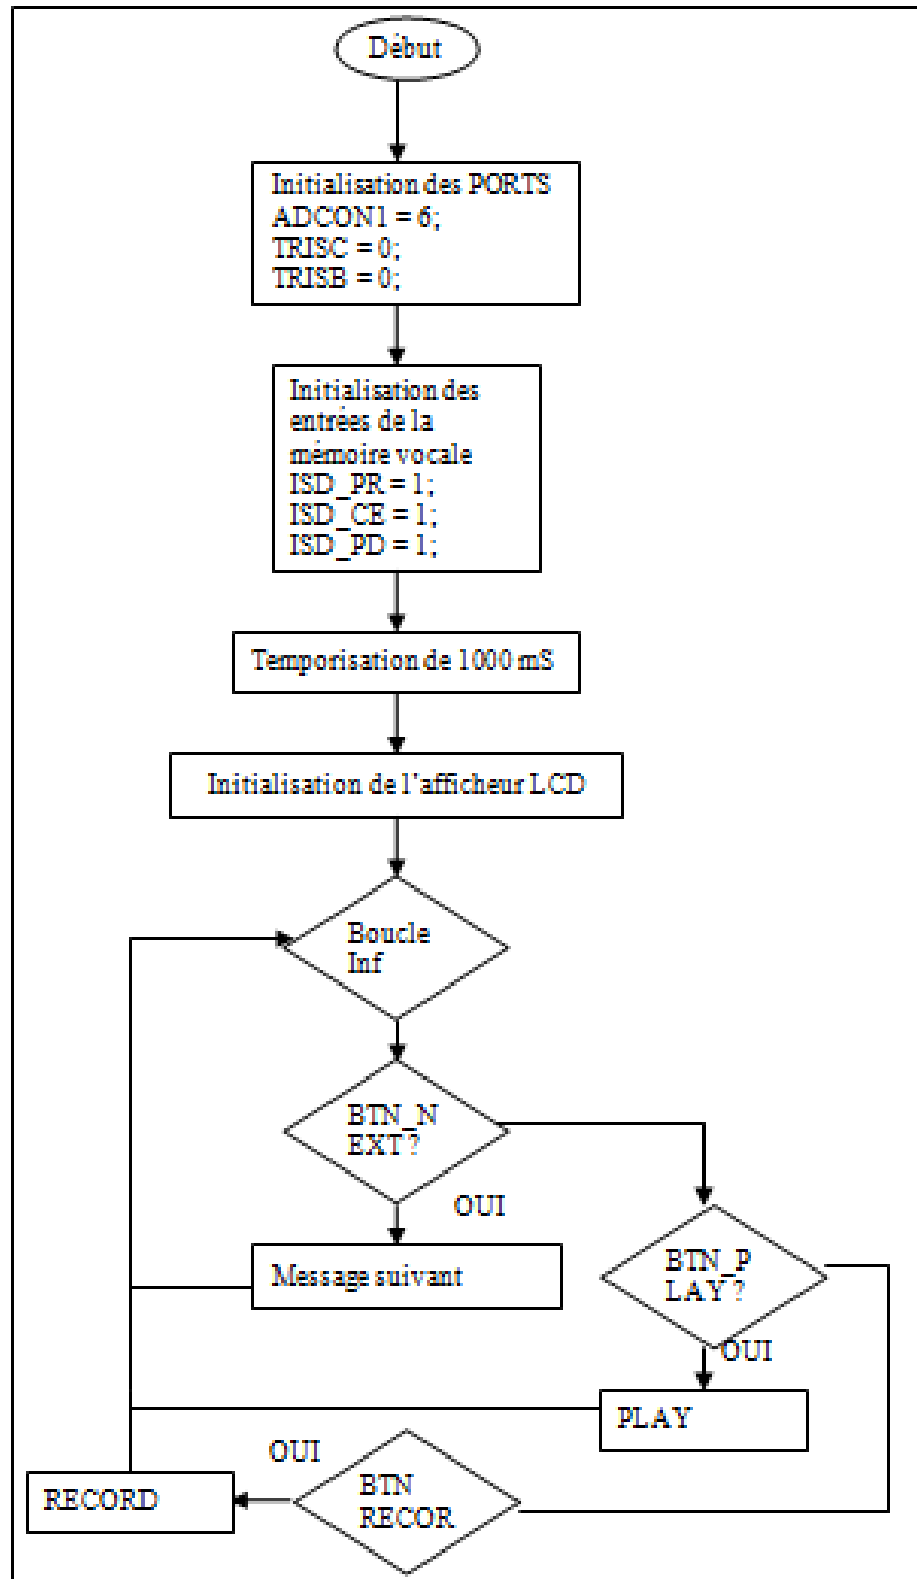 Début
Initialisation des PORTS
ADCON1 = 6;
TRISC = 0;
TRISB = 0;
Initialisation des
entrées de la
mémoire vocale
ISD_PR = 1;
ISD_CE = 1;
ISD_PD = 1;
Temporisation de 1000 mS
Initialisation de l'afficheur LCD
Boucle
Inf
BTN_N
EXT ?
OUI
Message suivant
BTN_P
LAY ?
OUI
PLAY
OUI
BTN
RECOR
RECORD